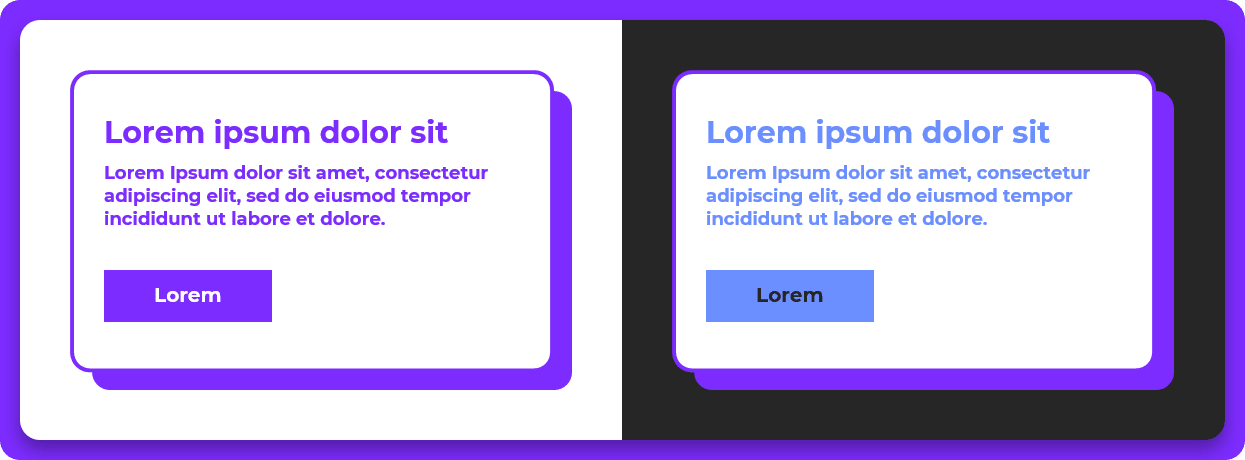 Lorem ipsum dolor sit
Lorem Ipsum dolor sit amet, consectetur
adipiscing elit, sed do eiusmod tempor
incididunt ut labore et dolore.
Lorem
Lorem ipsum dolor sit
Lorem Ipsum dolor sit amet, consectetur
adipiscing elit, sed do eiusmod tempor
incididunt ut labore et dolore.
Lorem